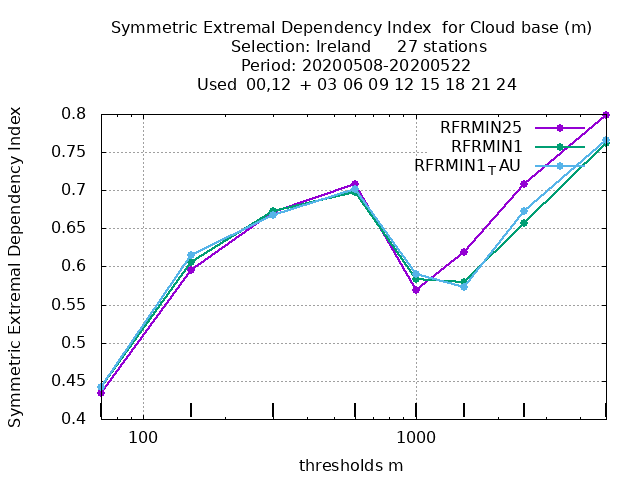 Symmetric Extremal Dependency Index  for Cloud base (m)
Selection: Ireland     27 stations
Period: 20200508-20200522
Used  00,12  + 03 06 09 12 15 18 21 24
Symmetric Extremal Dependency Index
0.8
0.75
0.7
0.65
0.6
0.55
0.5
0.45
0.4
RFRMIN25
RFRMIN1
RFRMIN1TAU
100
1000
thresholds m